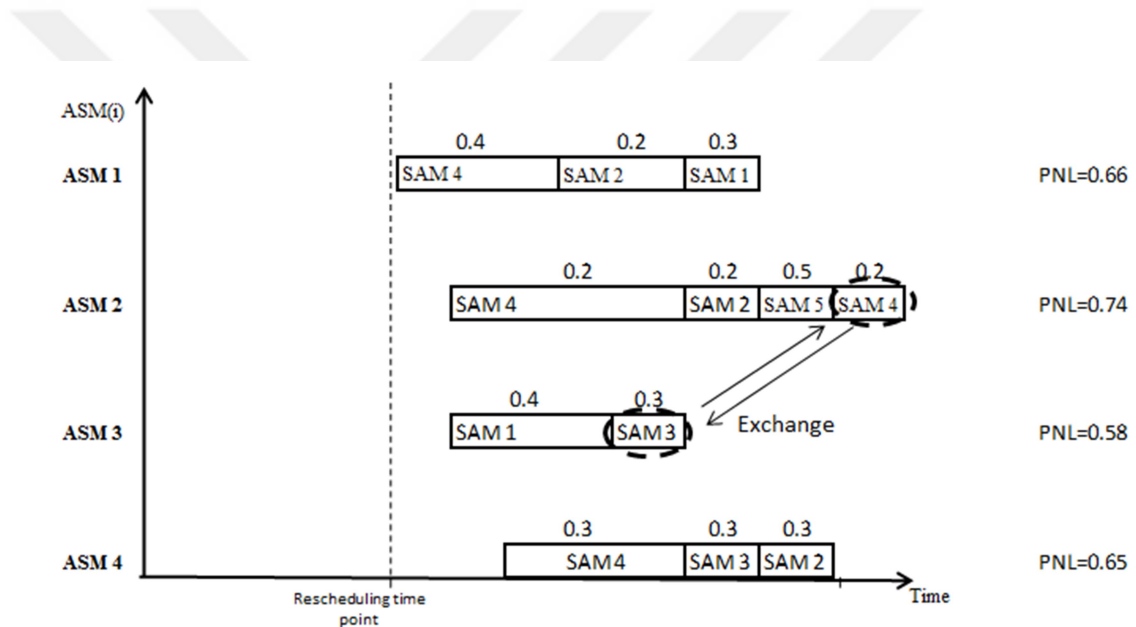 ASM(i)
0.4 0.2 0.3
ASM 1 SAM 4 SAM 2 SAM 1 PNL=0.66
0.2 0.2 0.5 0.2
ASM 2 SAM 4 SAM 2 SAM 5 SAM 4 PNL=0.74
0.4 0.3
Exchange
ASM 3 SAM 1 SAM 3 PNL=0.58
0.3 0.3 0.3
ASM 4 SAM 4 SAM 3 SAM 2 PNL=0.65
Time
Rescheduling time
point